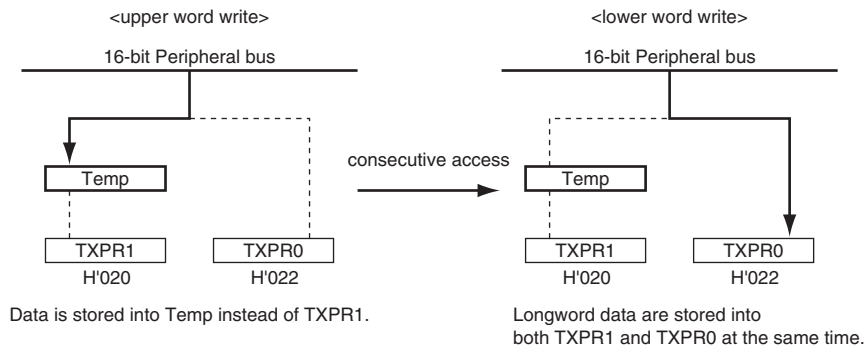 <upper word write>
16-bit Peripheral bus
Temp
TXPR1 TXPR0
H'020 H'022
Data is stored into Temp instead of TXPR1.
consecutive access
<lower word write>
16-bit Peripheral bus
Temp
TXPR1 TXPR0
H'020 H'022
Longword data are stored into
both TXPR1 and TXPR0 at the same time.